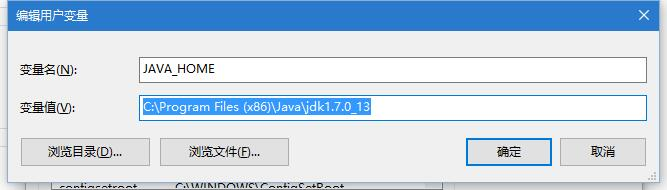 编辑用户变量
变量名(N):
JAVA_HOME
变量值(V):
C:\Program Files (x86)\Java\jdk1.7.0_13
浏览目录(D)...
浏览文件(F)...
确定
取消
configsetroot
C:\WINDOWS\ConfigSetRoot